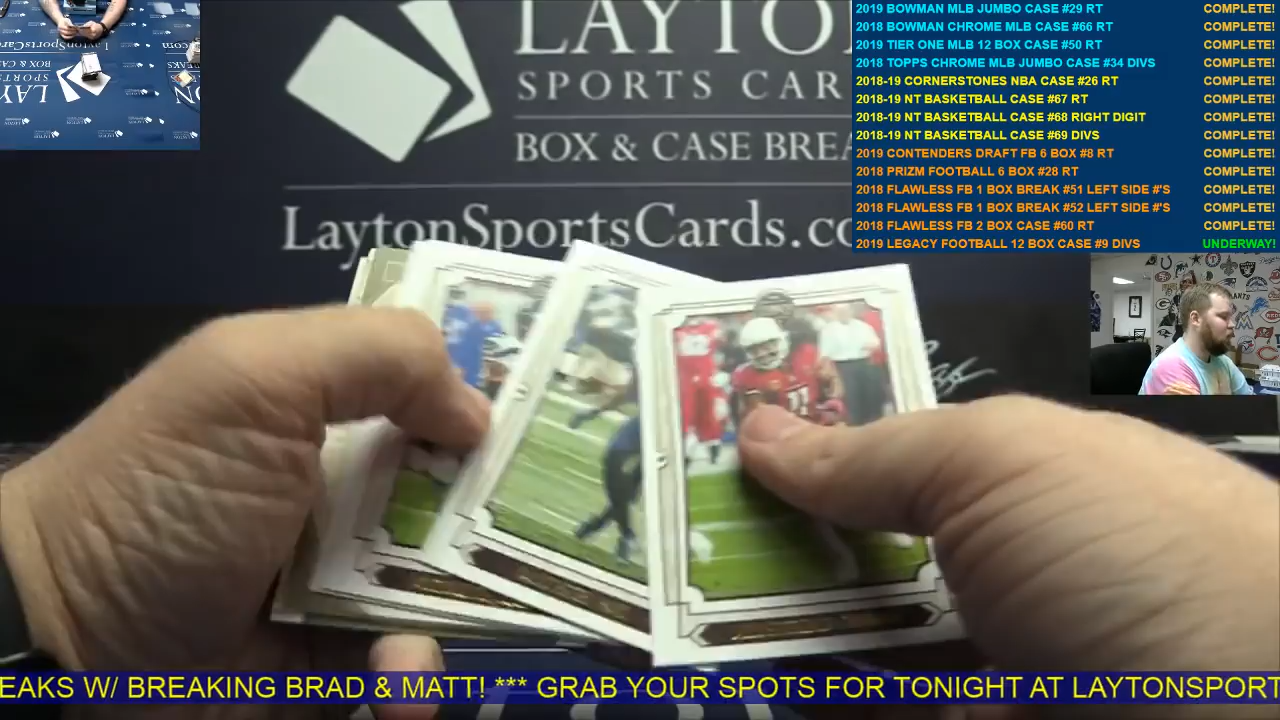 LAYTO
SPORTS CAR
BOX & CASE BREA
LaytonSportsCards.co
2019 BOWMAN MLB JUMBO CASE #29 RT COMPLETE!
2018 BOWMAN CHROME MLB CASE #66 RT COMPLETE!
2019 TIER ONE MLB 12 BOX CASE #50 RT COMPLETE!
2018 TOPPS CHROME MLB JUMBO CASE #34 DIVS COMPLETE!
2018-19 CORNERSTONES NBA CASE #26 RT COMPLETE!
2018-19 NT BASKETBALL CASE #67 RT COMPLETE!
2018-19 NT BASKETBALL CASE #68 RIGHT DIGIT COMPLETE!
2018-19 NT BASKETBALL CASE #69 DIVS COMPLETE!
2019 CONTENDERS DRAFT FB 6 BOX #8 RT COMPLETE!
2018 PRIZM FOOTBALL 6 BOX #28 RT COMPLETE!
2018 FLAWLESS FB 1 BOX BREAK #51 LEFT SIDE #'S COMPLETE!
2018 FLAWLESS FB 1 BOX BREAK #52 LEFT SIDE #'S COMPLETE!
2018 FLAWLESS FB 2 BOX CASE #60 RT COMPLETE!
2019 LEGACY FOOTBALL 12 BOX CASE #9 DIVS UNDERWAY!
EAKS W/ BREAKING BRAD & MATT! *** GRAB YOUR SPOTS FOR TONIGHT AT LAYTONSPORT